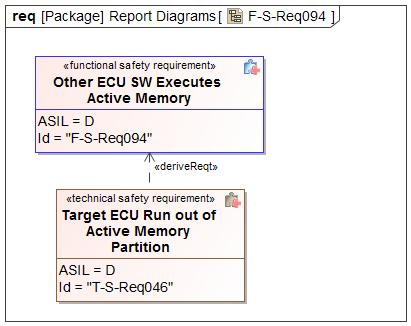 req [Package] Report Diagrams[ F-S-Req094 ]
«functional safety requirement»
Other ECU SW Executes
Active Memory
ASIL = D
Id = "F-S-Req094"
«deriveReqt»
«technical safety requirement»
Target ECU Run out of
Active Memory
Partition
ASIL = D
Id = "T-S-Req046"